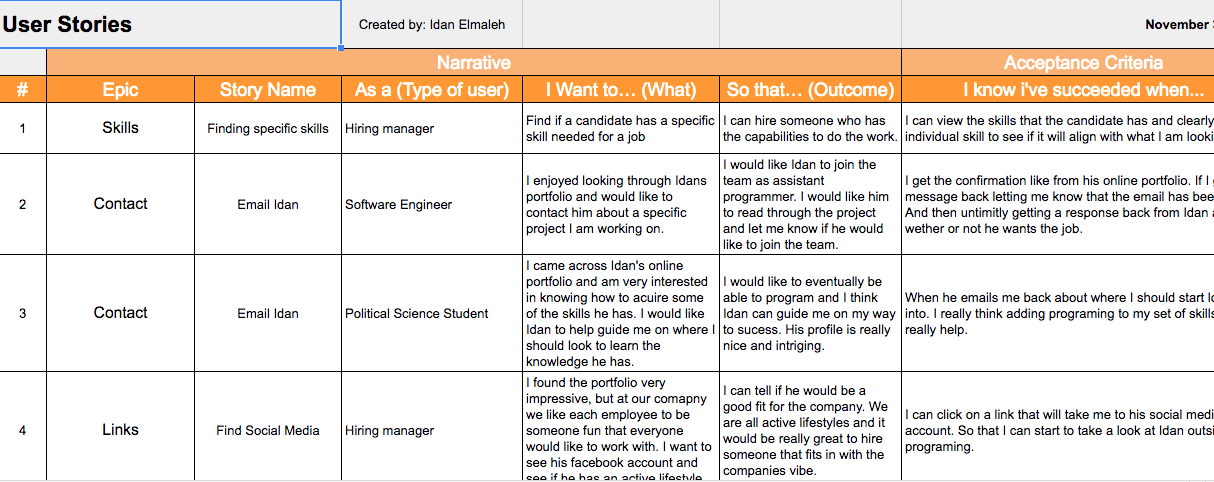 User Stories
Created by: Idan Elmaleh
November
Narrative
Acceptance Criteria
#
Epic
Story Name
As a (Type of user)
I Want to… (What)
So that… (Outcome)
I know i've succeeded when...
1
Skills
Finding specific skills
Hiring manager
Find if a candidate has a specific
skill needed for a job
I can hire someone who has
the capabilities to do the work.
I can view the skills that the candidate has and clearly
individual skill to see if it will align with what I am
2
Contact
Email Idan
Software Engineer
I enjoyed looking through Idans
portfolio and would like to
contact him about a specific
project I am working on.
I would like Idan to join the
team as assistant
programmer. I would like him
to read through the project
and let me know if he would
like to join the team.
I get the confirmation like from his online portfolio. If I
message back letting me know that the email has
And then untimitly getting a response back from Idan
wether or not he wants the job.
3
Contact
Email Idan
Political Science Student
I came across Idan's online
portfolio and am very interested
in knowing how to acuire some
of the skills he has. I would like
Idan to help guide me on where I
should look to learn the
knowledge he has.
I would like to eventually be
able to program and I think
Idan can guide me on my way
to sucess. His profile is really
nice and intriging.
When he emails me back about where I should start
into. I really think adding programing to my set of skills
really help.
4
Links
Find Social Media
Hiring manager
I found the portfolio very
impressive, but at our comapny
we like each employee to be
someone fun that everyone
would like to work with. I want to
see his facebook account and
see if he has an active lifestyle
I can tell if he would be a
good fit for the company. We
are all active lifestyles and it
would be really great to hire
someone that fits in with the
companies vibe.
I can click on a link that will take me to his social
account. So that I can start to take a look at Idan
programing.